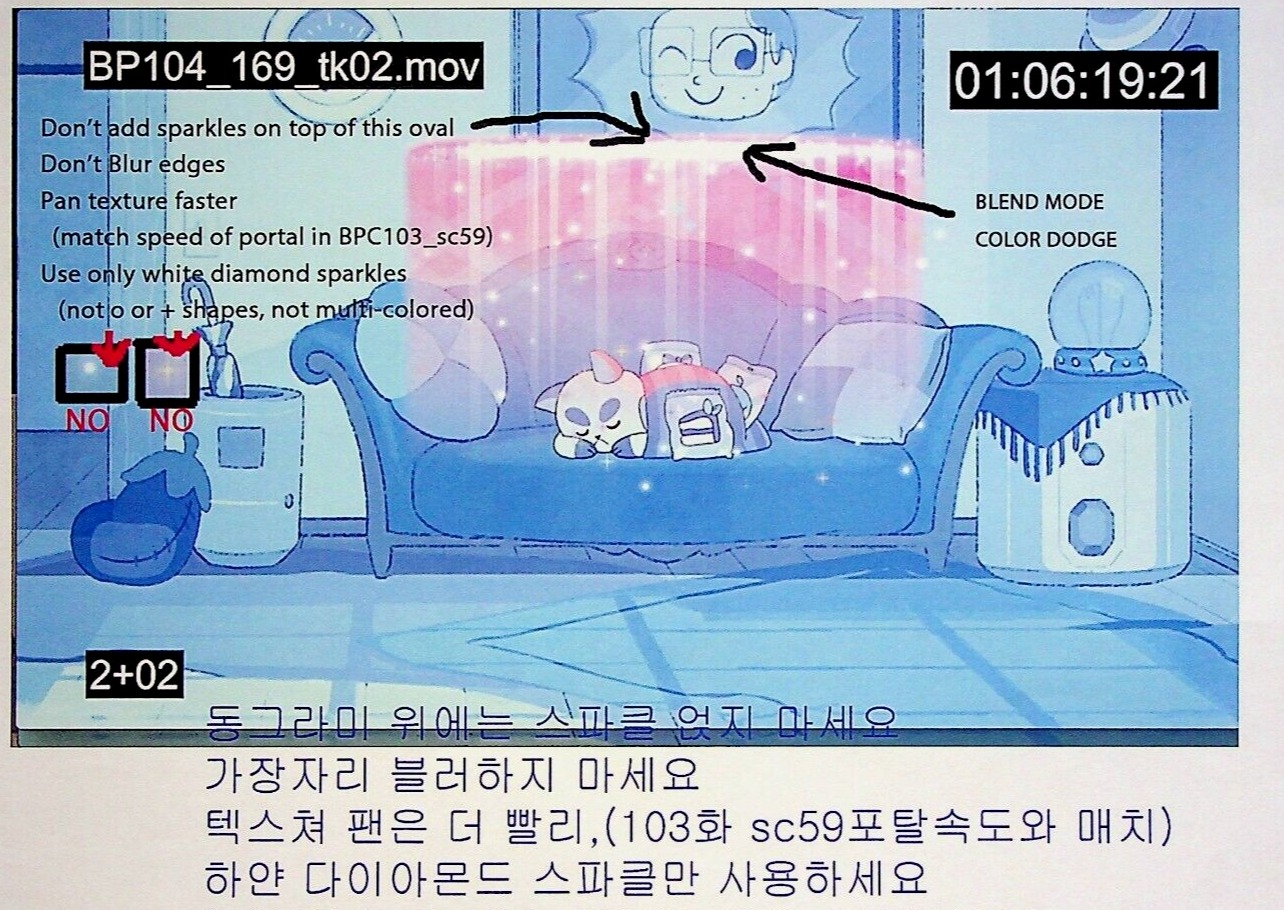 BP104_169_tk02.mov
01:06:19:21
Don't add sparkles on top of this oval
Don't Blur edges
Pan texture faster
(match speed of portal in BPC103_sc59)
Use only white diamond sparkles
(not o or + shapes, not multi-colored)
NO NO
BLEND MODE
COLOR DODGE
2+02
동그라미 위에는 스파클 얹지 마세요
가장자리 블러하지 마세요
텍스쳐 팬은 더 빨리,(103화 sc59포탈속도와 매치)
하얀 다이아몬드 스파클만 사용하세요